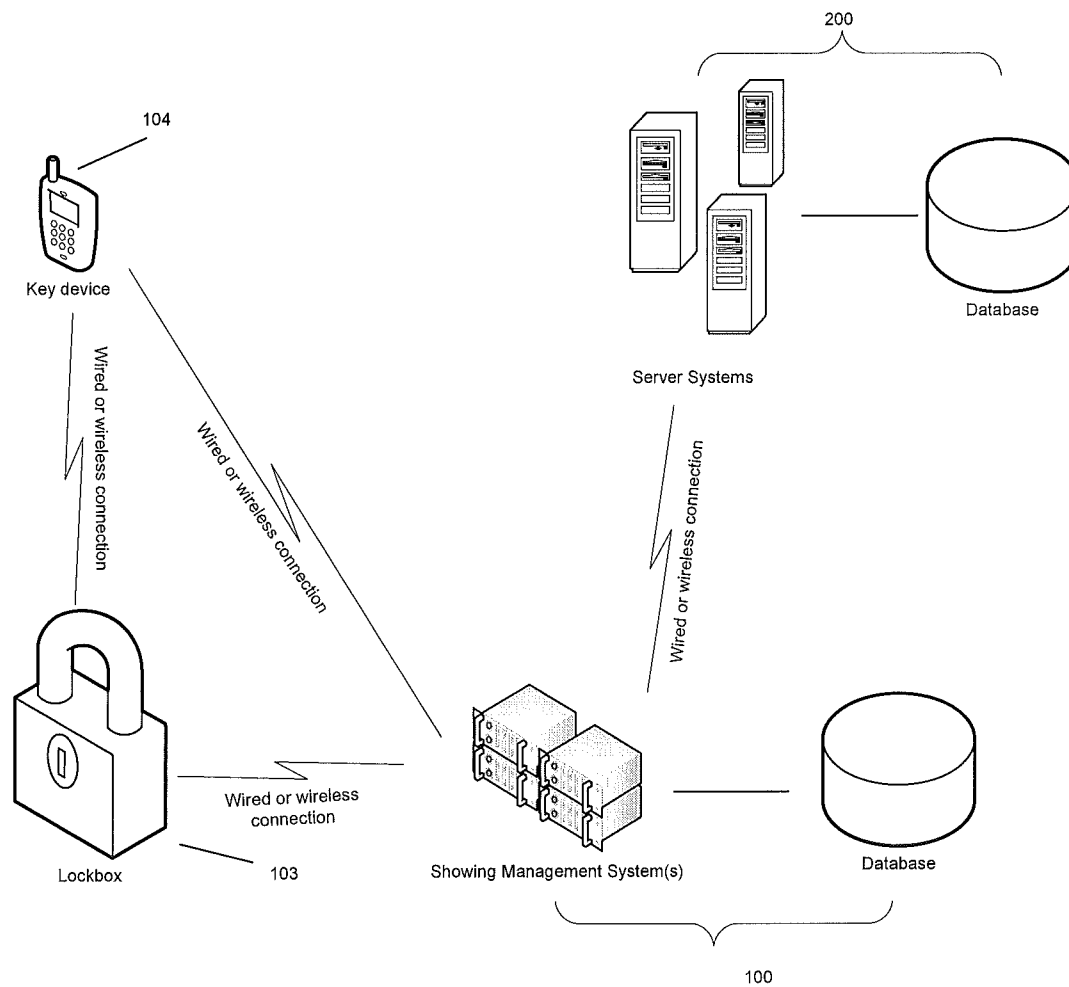 200
104
Key device
Database
Server Systems
Wired or wireless connection
Wired or wireless connection
Wired or wireless connection
Wired or wireless
connection
Lockbox
103
Showing Management System(s)
Database
100